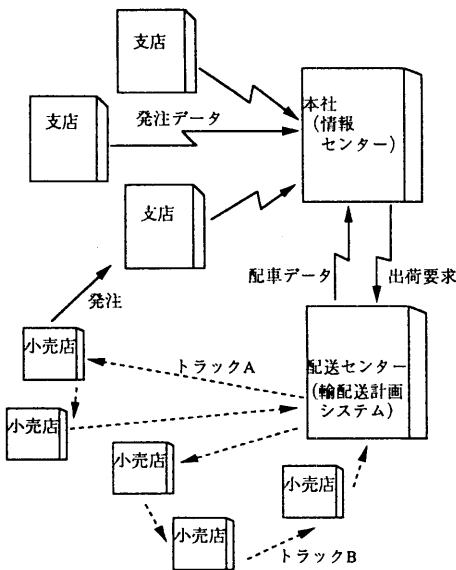 支店
支店
発注データ
本社
(情報
センター)
支店
配車データ
出荷要求
発注
小売店
トラックA
配送センター
(輸配送計画
システム)
小売店
小売店
小売店
小売店
トラックB